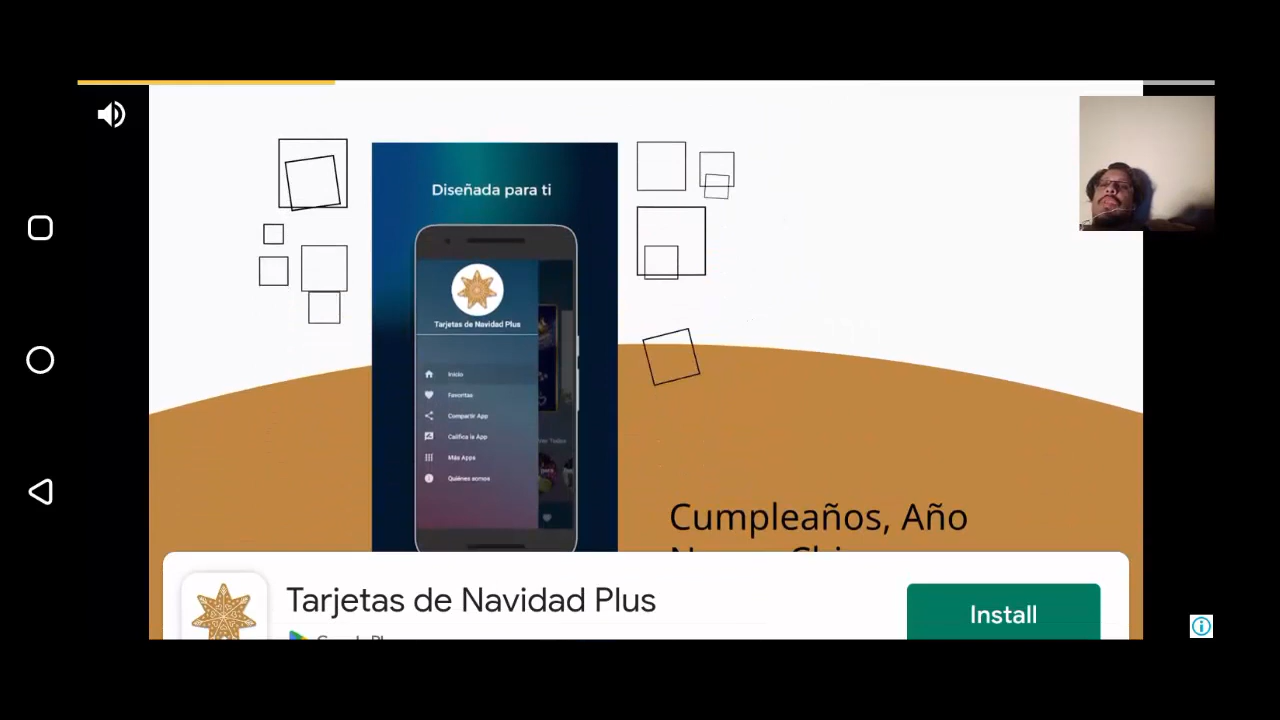 Diseñada para ti
Tarjetas de Navidad Plus
Inicio
Favoritas
Compartir App
Califica la App
Más Apps
Quiénes somos
Cumpleaños, Año
Tarjetas de Navidad Plus
Install